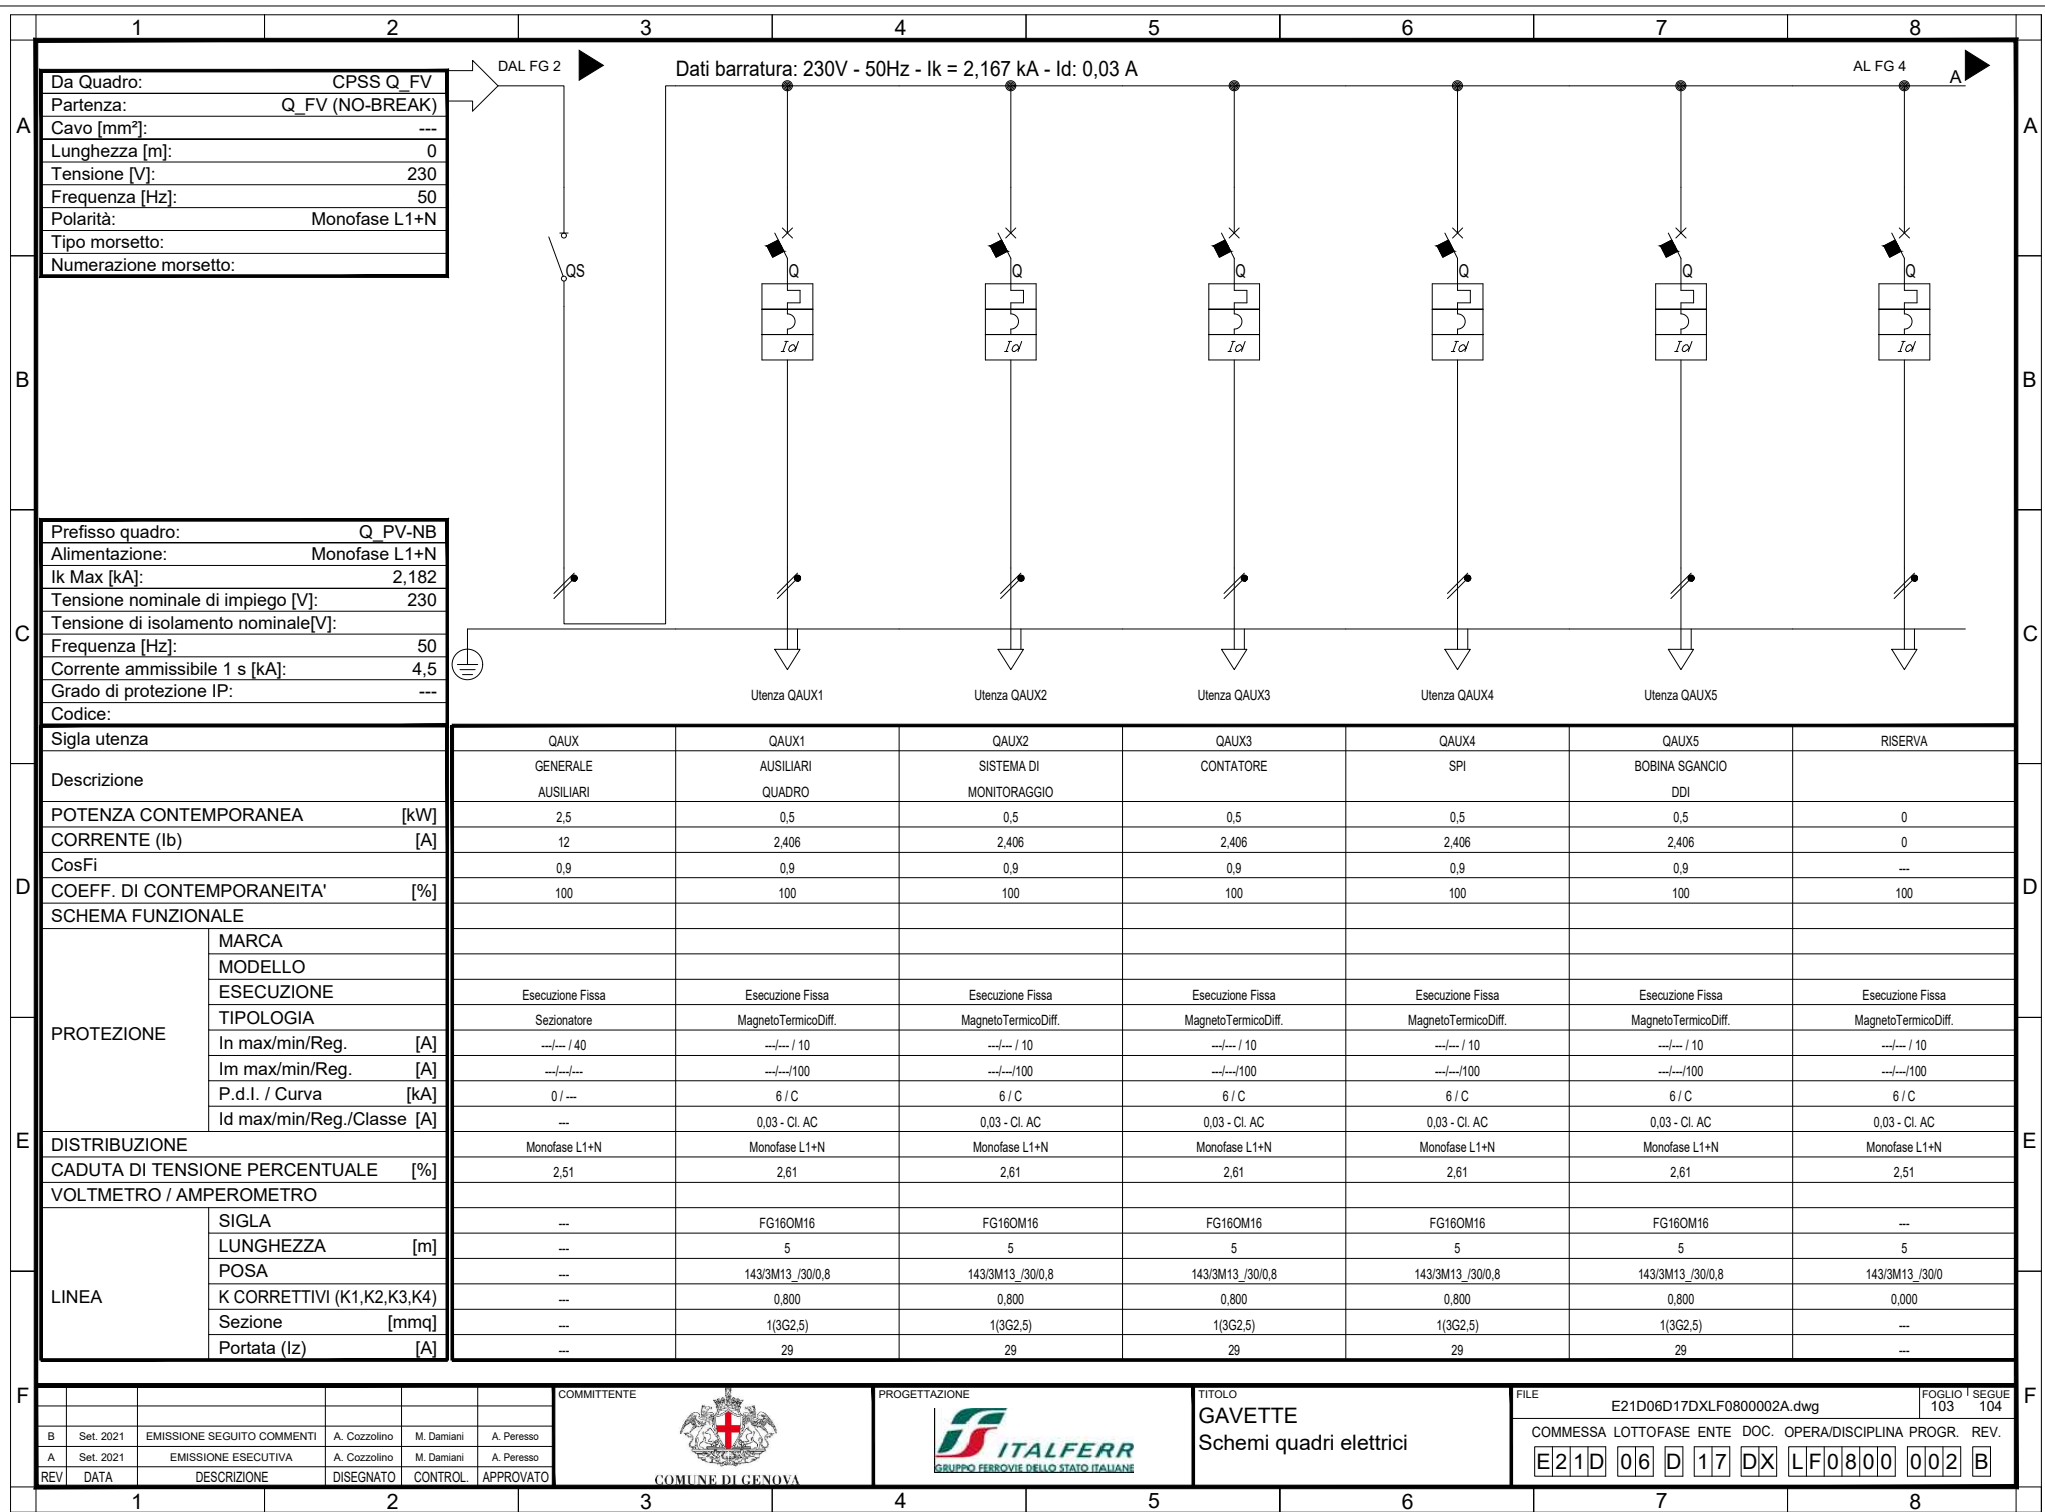 1 2 3 4 5 6 7 8
A
B
C
D
E
F
Da Quadro: CPSS Q_FV
Partenza: Q_FV (NO-BREAK)
Cavo [mm²]: ---
Lunghezza [m]: 0
Tensione [V]: 230
Frequenza [Hz]: 50
Polarità: Monofase L1+N
Tipo morsetto:
Numerazione morsetto:
DAL FG 2
Dati barratura: 230V - 50Hz - Ik = 2,167 kA - Id: 0,03 A
AL FG 4
A
QS
Q Q Q Q Q Q
Id Id Id Id Id Id
Prefisso quadro: Q_PV-NB
Alimentazione: Monofase L1+N
Ik Max [kA]: 2,182
Tensione nominale di impiego [V]: 230
Tensione di isolamento nominale[V]:
Frequenza [Hz]: 50
Corrente ammissibile 1 s [kA]: 4,5
Grado di protezione IP: ---
Codice:
Utenza QAUX1 Utenza QAUX2 Utenza QAUX3 Utenza QAUX4 Utenza QAUX5
Sigla utenza QAUX QAUX1 QAUX2 QAUX3 QAUX4 QAUX5 RISERVA
Descrizione
GENERALE AUSILIARI SISTEMA DI CONTATORE SPI BOBINA SGANCIO
AUSILIARI QUADRO MONITORAGGIO DDI
POTENZA CONTEMPORANEA [kW] 2,5 0,5 0,5 0,5 0,5 0,5 0
CORRENTE (Ib) [A] 12 2,406 2,406 2,406 2,406 2,406 0
CosFi 0,9 0,9 0,9 0,9 0,9 0,9 ---
COEFF. DI CONTEMPORANEITA' [%] 100 100 100 100 100 100 100
SCHEMA FUNZIONALE
PROTEZIONE
MARCA
MODELLO
ESECUZIONE Esecuzione Fissa Esecuzione Fissa Esecuzione Fissa Esecuzione Fissa Esecuzione Fissa Esecuzione Fissa Esecuzione Fissa
TIPOLOGIA Sezionatore MagnetoTermicoDiff. MagnetoTermicoDiff. MagnetoTermicoDiff. MagnetoTermicoDiff. MagnetoTermicoDiff. MagnetoTermicoDiff.
In max/min/Reg. [A] ---/--- / 40 ---/--- / 10 ---/--- / 10 ---/--- / 10 ---/--- / 10 ---/--- / 10 ---/--- / 10
Im max/min/Reg. [A] ---/---/--- ---/---/100 ---/---/100 ---/---/100 ---/---/100 ---/---/100 ---/---/100
P.d.I. / Curva [kA] 0 / --- 6 / C 6 / C 6 / C 6 / C 6 / C 6 / C
Id max/min/Reg./Classe [A] --- 0,03 - Cl. AC 0,03 - Cl. AC 0,03 - Cl. AC 0,03 - Cl. AC 0,03 - Cl. AC 0,03 - Cl. AC
DISTRIBUZIONE Monofase L1+N Monofase L1+N Monofase L1+N Monofase L1+N Monofase L1+N Monofase L1+N Monofase L1+N
CADUTA DI TENSIONE PERCENTUALE [%] 2,51 2,61 2,61 2,61 2,61 2,61 2,51
VOLTMETRO / AMPEROMETRO
LINEA
SIGLA --- FG16OM16 FG16OM16 FG16OM16 FG16OM16 FG16OM16 ---
LUNGHEZZA [m] --- 5 5 5 5 5 5
POSA --- 143/3M13_/30/0,8 143/3M13_/30/0,8 143/3M13_/30/0,8 143/3M13_/30/0,8 143/3M13_/30/0,8 143/3M13_/30/0
K CORRETTIVI (K1,K2,K3,K4) --- 0,800 0,800 0,800 0,800 0,800 0,000
Sezione [mmq] --- 1(3G2,5) 1(3G2,5) 1(3G2,5) 1(3G2,5) 1(3G2,5) ---
Portata (Iz) [A] --- 29 29 29 29 29 ---
B Set. 2021 EMISSIONE SEGUITO COMMENTI A. Cozzolino M. Damiani A. Peresso
A Set. 2021 EMISSIONE ESECUTIVA A. Cozzolino M. Damiani A. Peresso
REV DATA DESCRIZIONE DISEGNATO CONTROL. APPROVATO
COMMITTENTE
COMUNE DI GENOVA
PROGETTAZIONE
ITALFERR
GRUPPO FERROVIE DELLO STATO ITALIANE
TITOLO
GAVETTE
Schemi quadri elettrici
FILE
E21D06D17DXLF0800002A.dwg
FOGLIO SEGUE
103 104
COMMESSA LOTTO FASE ENTE DOC. OPERA/DISCIPLINA PROGR. REV.
E21D 06 D 17 DX LF0800 002 B
A
B
C
D
E
F
1 2 3 4 5 6 7 8